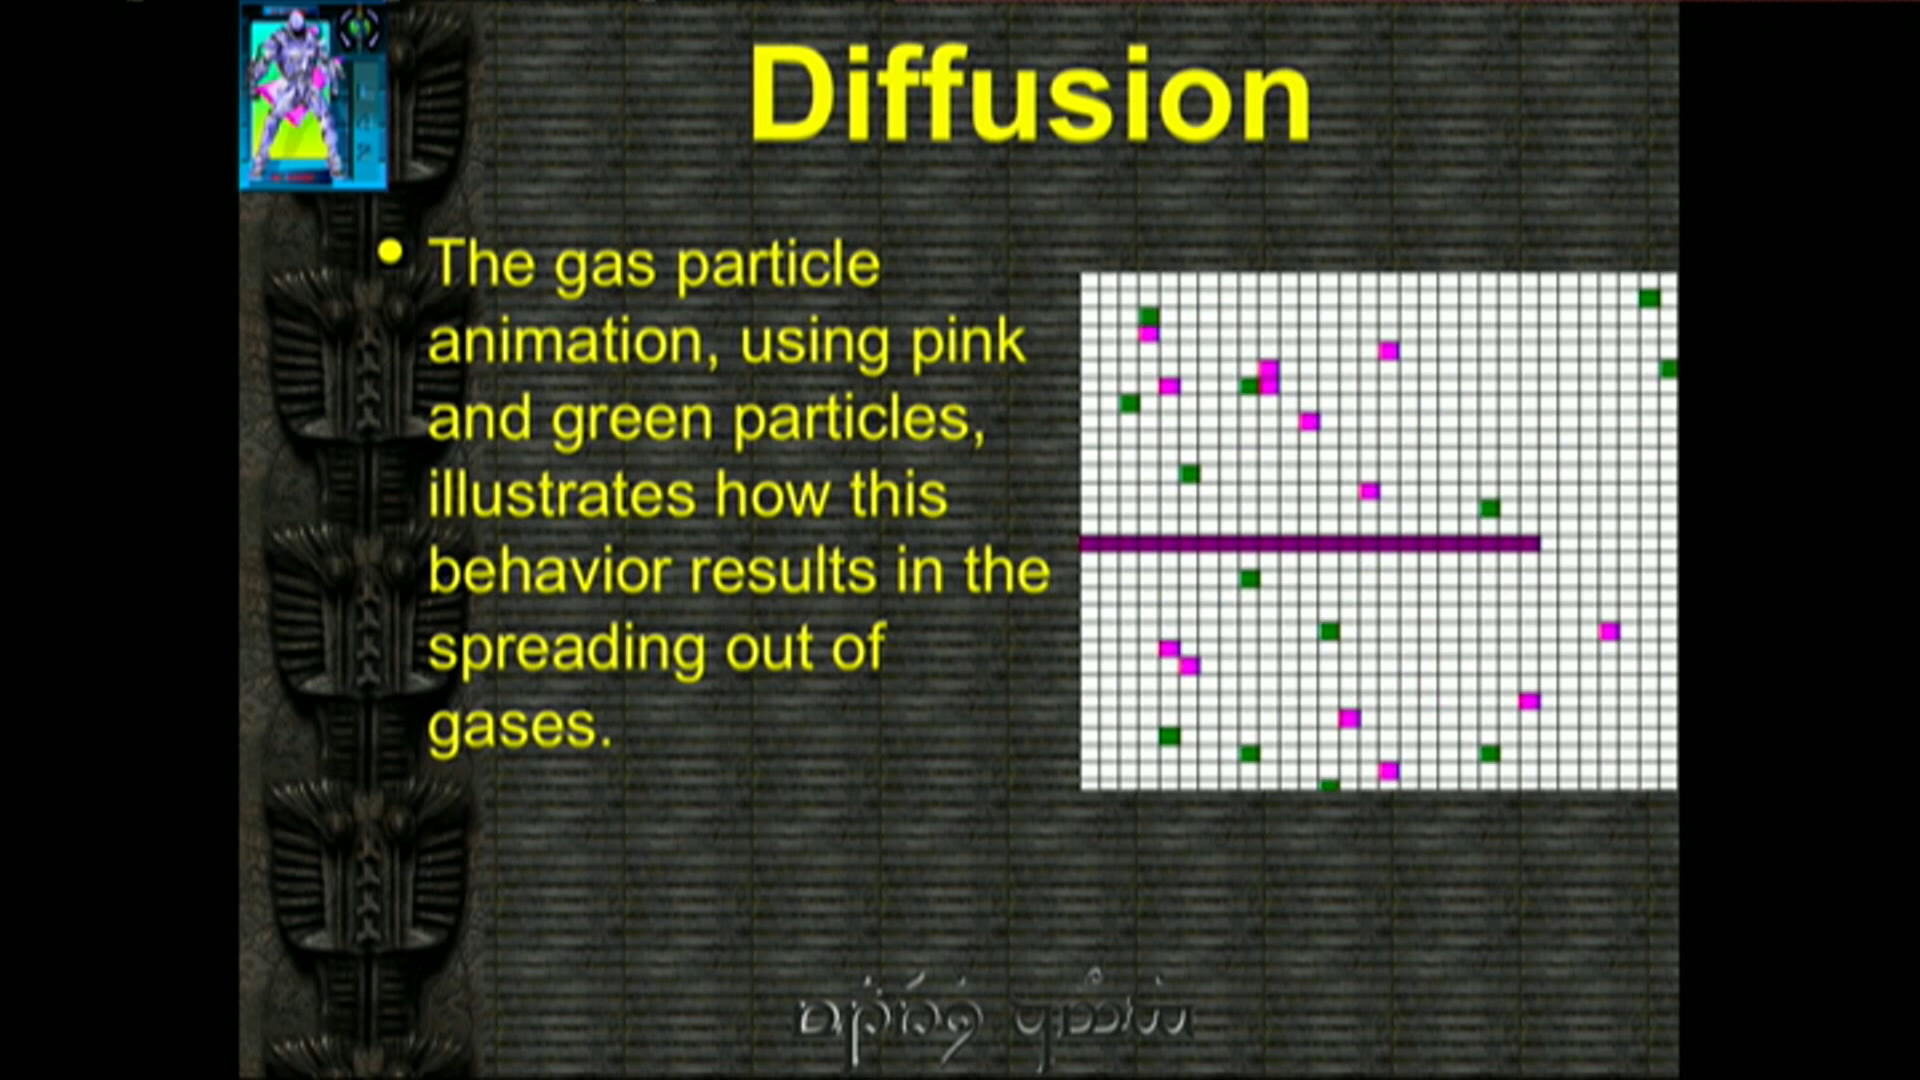 Diffusion
• The gas particle
animation, using pink
and green particles,
illustrates how this
behavior results in the
spreading out of
gases.